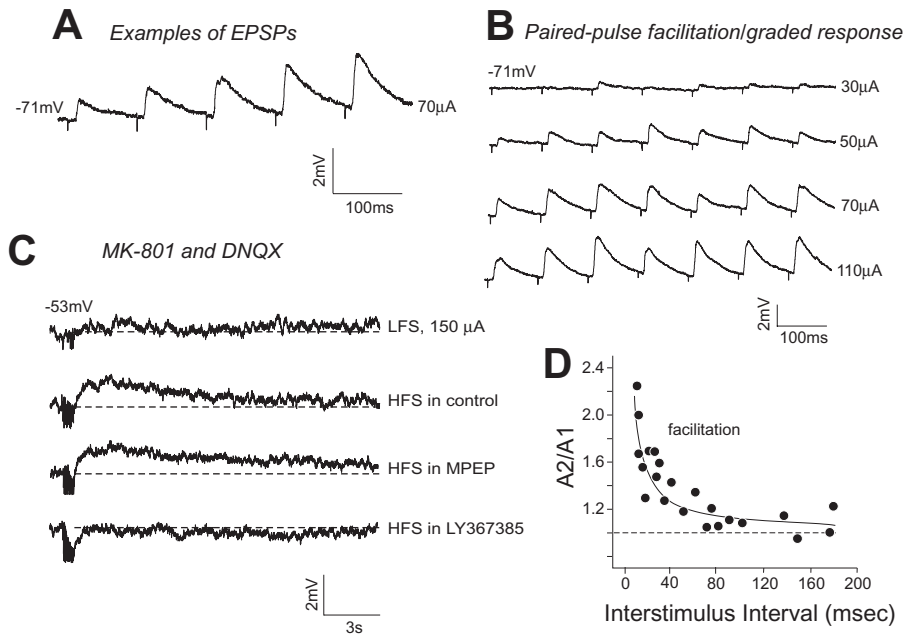 A Examples of EPSPs
-71mV
70μA
2mV
100ms
B Paired-pulse facilitation/graded response
-71mV
30μA
50μA
70μA
110μA
2mV
100ms
C MK-801 and DNQX
-53mV
LFS, 150 μA
HFS in control
HFS in MPEP
HFS in LY367385
2mV
3s
D
2.4
2.0
1.6
1.2
A2/A1
facilitation
0 40 80 120 160 200
Interstimulus Interval (msec)